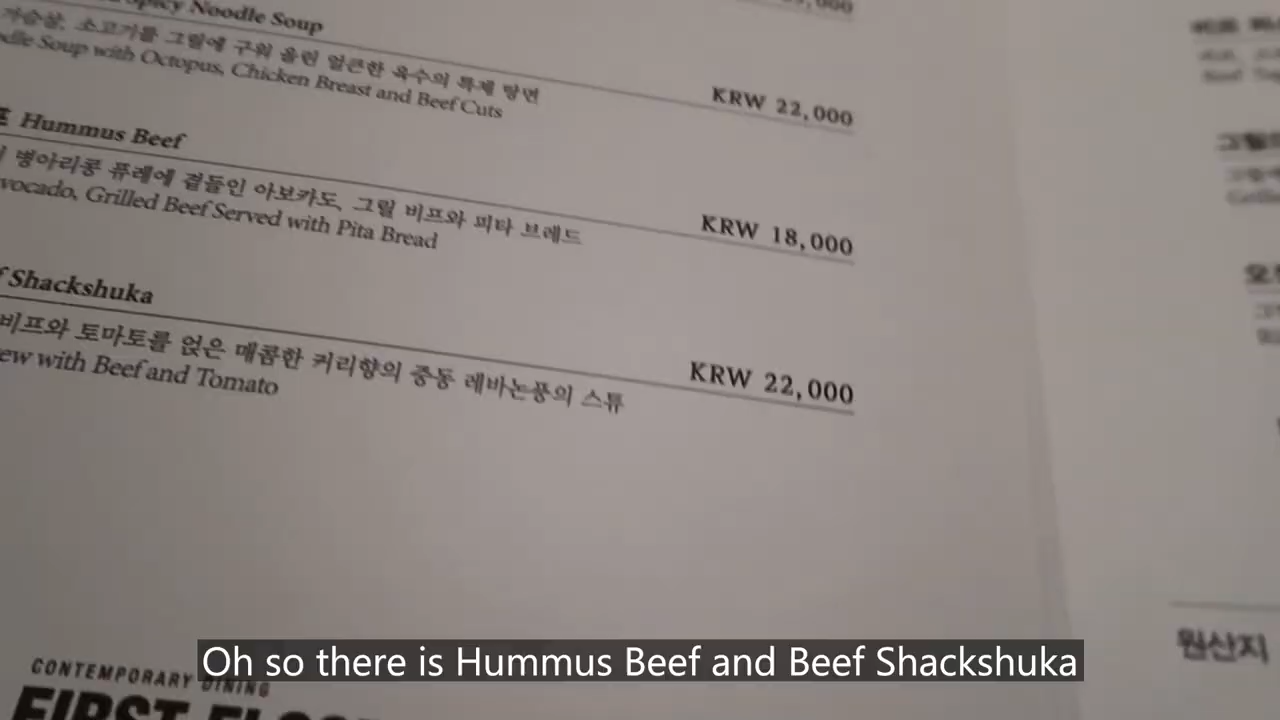 Spicy Noodle Soup
가슴살, 소고기를 그릴에 구워 올린 얼큰한 육수의 특제 탕면
Noodle Soup with Octopus, Chicken Breast and Beef Cuts
KRW 22,000
프 Hummus Beef
병아리콩 퓨레에 곁들인 아보카도, 그릴 비프와 피타 브레드
Avocado, Grilled Beef Served with Pita Bread
KRW 18,000
Shackshuka
비프와 토마토를 얹은 매콤한 커리향의 중동 레바논풍의 스튜
ew with Beef and Tomato
KRW 22,000
원산지
CONTEMPORARY DINING
Oh so there is Hummus Beef and Beef Shackshuka